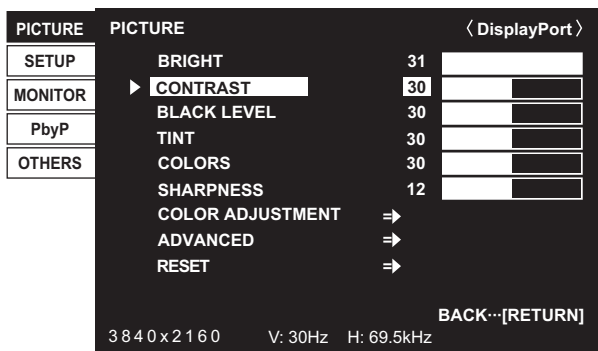 PICTURE
SETUP
MONITOR
PbyP
OTHERS
PICTURE 〈DisplayPort〉
BRIGHT 31
CONTRAST 30
BLACK LEVEL 30
TINT 30
COLORS 30
SHARPNESS 12
COLOR ADJUSTMENT
ADVANCED
RESET
BACK···[RETURN]
3840x2160 V: 30Hz H: 69.5kHz